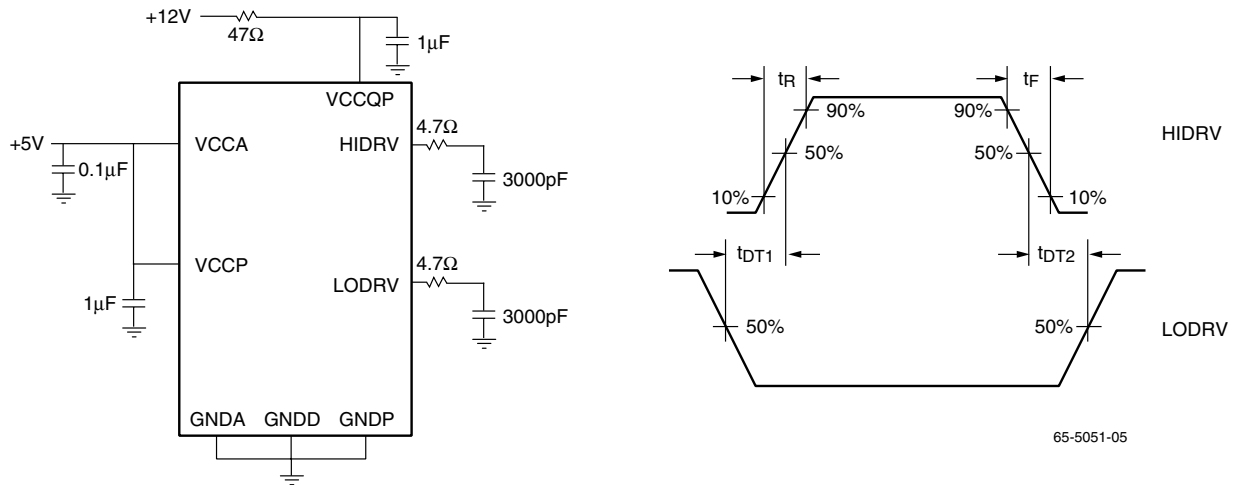 +12V
47Ω
1μF
VCCQP
+5V
0.1μF
VCCA
HIDRV
4.7Ω
3000pF
VCCP
1μF
LODRV
4.7Ω
3000pF
GNDA GNDD GNDP
tR
tF
90%
90%
HIDRV
50%
50%
10%
10%
tDT1
tDT2
50%
50%
LODRV
65-5051-05